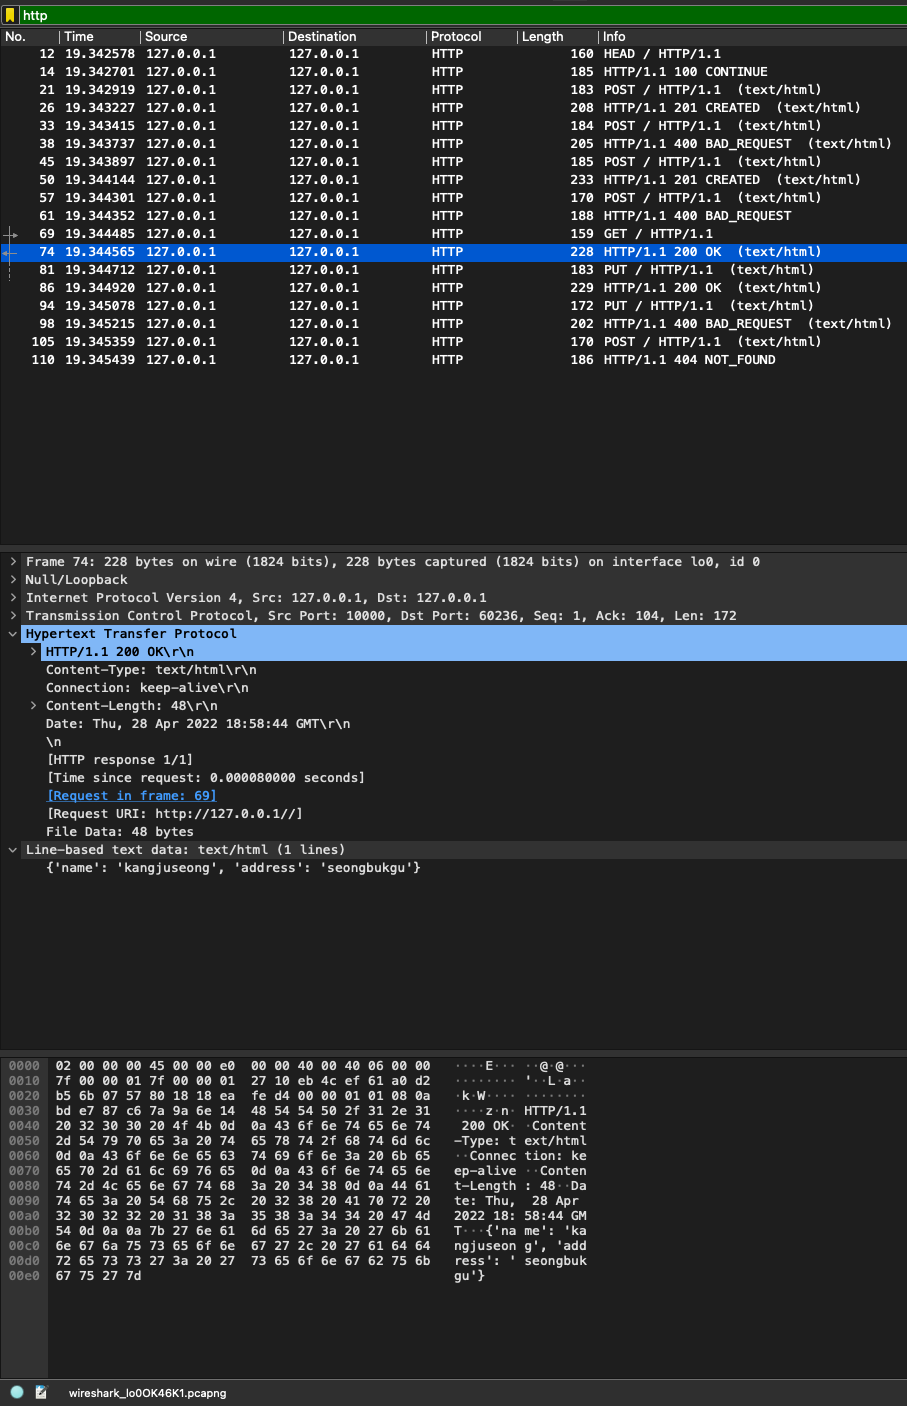 http
No. Time Source Destination Protocol Length Info
12 19.342578 127.0.0.1 127.0.0.1 HTTP 160 HEAD / HTTP/1.1
14 19.342701 127.0.0.1 127.0.0.1 HTTP 185 HTTP/1.1 100 CONTINUE
21 19.342919 127.0.0.1 127.0.0.1 HTTP 183 POST / HTTP/1.1 (text/html)
26 19.343227 127.0.0.1 127.0.0.1 HTTP 208 HTTP/1.1 201 CREATED (text/html)
33 19.343415 127.0.0.1 127.0.0.1 HTTP 184 POST / HTTP/1.1 (text/html)
38 19.343737 127.0.0.1 127.0.0.1 HTTP 205 HTTP/1.1 400 BAD_REQUEST (text/html)
45 19.343897 127.0.0.1 127.0.0.1 HTTP 185 POST / HTTP/1.1 (text/html)
50 19.344144 127.0.0.1 127.0.0.1 HTTP 233 HTTP/1.1 201 CREATED (text/html)
57 19.344301 127.0.0.1 127.0.0.1 HTTP 170 POST / HTTP/1.1 (text/html)
61 19.344352 127.0.0.1 127.0.0.1 HTTP 188 HTTP/1.1 400 BAD_REQUEST
69 19.344485 127.0.0.1 127.0.0.1 HTTP 159 GET / HTTP/1.1
74 19.344565 127.0.0.1 127.0.0.1 HTTP 228 HTTP/1.1 200 OK (text/html)
81 19.344712 127.0.0.1 127.0.0.1 HTTP 183 PUT / HTTP/1.1 (text/html)
86 19.344920 127.0.0.1 127.0.0.1 HTTP 229 HTTP/1.1 200 OK (text/html)
94 19.345078 127.0.0.1 127.0.0.1 HTTP 172 PUT / HTTP/1.1 (text/html)
98 19.345215 127.0.0.1 127.0.0.1 HTTP 202 HTTP/1.1 400 BAD_REQUEST (text/html)
105 19.345359 127.0.0.1 127.0.0.1 HTTP 170 POST / HTTP/1.1 (text/html)
110 19.345439 127.0.0.1 127.0.0.1 HTTP 186 HTTP/1.1 404 NOT_FOUND
Frame 74: 228 bytes on wire (1824 bits), 228 bytes captured (1824 bits) on interface lo0, id 0
Null/Loopback
Internet Protocol Version 4, Src: 127.0.0.1, Dst: 127.0.0.1
Transmission Control Protocol, Src Port: 10000, Dst Port: 60236, Seq: 1, Ack: 104, Len: 172
Hypertext Transfer Protocol
HTTP/1.1 200 OK\r\n
Content-Type: text/html\r\n
Connection: keep-alive\r\n
Content-Length: 48\r\n
Date: Thu, 28 Apr 2022 18:58:44 GMT\r\n
\n
[HTTP response 1/1]
[Time since request: 0.000080000 seconds]
[Request in frame: 69]
[Request URI: http://127.0.0.1//]
File Data: 48 bytes
Line-based text data: text/html (1 lines)
{'name': 'kangjuseong', 'address': 'seongbukgu'}
0000 02 00 00 00 45 00 00 e0 00 00 40 00 40 06 00 00 ····E··· ··@·@···
0010 7f 00 00 01 7f 00 00 01 27 10 eb 4c ef 61 a0 d2 ········ '··L·a··
0020 b5 6b 07 57 80 18 18 ea fe d4 00 00 01 01 08 0a ·k·W···· ········
0030 bd e7 87 c6 7a 9a 6e 14 48 54 54 50 2f 31 2e 31 ····z·n· HTTP/1.1
0040 20 32 30 30 20 4f 4b 0d 0a 43 6f 6e 74 65 6e 74 200 OK· ·Content
0050 2d 54 79 70 65 3a 20 74 65 78 74 2f 68 74 6d 6c -Type: t ext/html
0060 0d 0a 43 6f 6e 6e 65 63 74 69 6f 6e 3a 20 6b 65 ··Connec tion: ke
0070 65 70 2d 61 6c 69 76 65 0d 0a 43 6f 6e 74 65 6e ep-alive ··Conten
0080 74 2d 4c 65 6e 67 74 68 3a 20 34 38 0d 0a 44 61 t-Length : 48··Da
0090 74 65 3a 20 54 68 75 2c 20 32 38 20 41 70 72 20 te: Thu, 28 Apr
00a0 32 30 32 32 20 31 38 3a 35 38 3a 34 34 20 47 4d 2022 18: 58:44 GM
00b0 54 0d 0a 0a 7b 27 6e 61 6d 65 27 3a 20 27 6b 61 T···{'na me': 'ka
00c0 6e 67 6a 75 73 65 6f 6e 67 27 2c 20 27 61 64 64 ngjuseon g', 'add
00d0 72 65 73 73 27 3a 20 27 73 65 6f 6e 67 62 75 6b ress': ' seongbuk
00e0 67 75 27 7d gu'}
wireshark_lo0OK46K1.pcapng